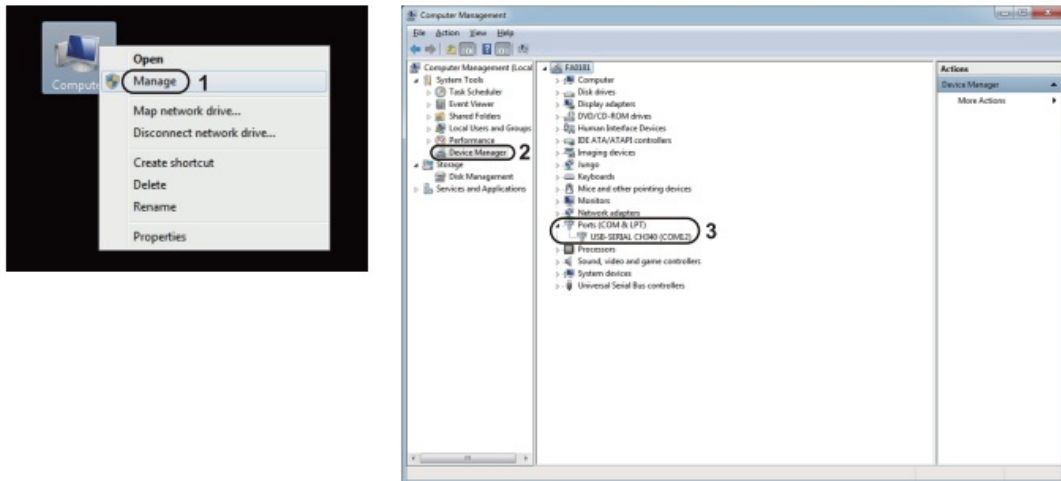 Computer
Open
Manage
1
Map network drive...
Disconnect network drive...
Create shortcut
Delete
Rename
Properties
Computer Management
File Action View Help
Computer Management (Local
System Tools
Task Scheduler
Event Viewer
Shared Folders
Local Users and Groups
Performance
Device Manager
2
Storage
Disk Management
Services and Applications
Computer
Disk drives
Display adapters
DVD/CD-ROM drives
Human Interface Devices
IDE ATA/ATAPI controllers
Imaging devices
Jungo
Keyboards
Mice and other pointing devices
Monitors
Network adapters
Ports (COM & LPT)
USB-SERIAL CH340 (COM12)
3
Processors
Sound, video and game controllers
System devices
Universal Serial Bus controllers
Actions
Device Manager
More Actions